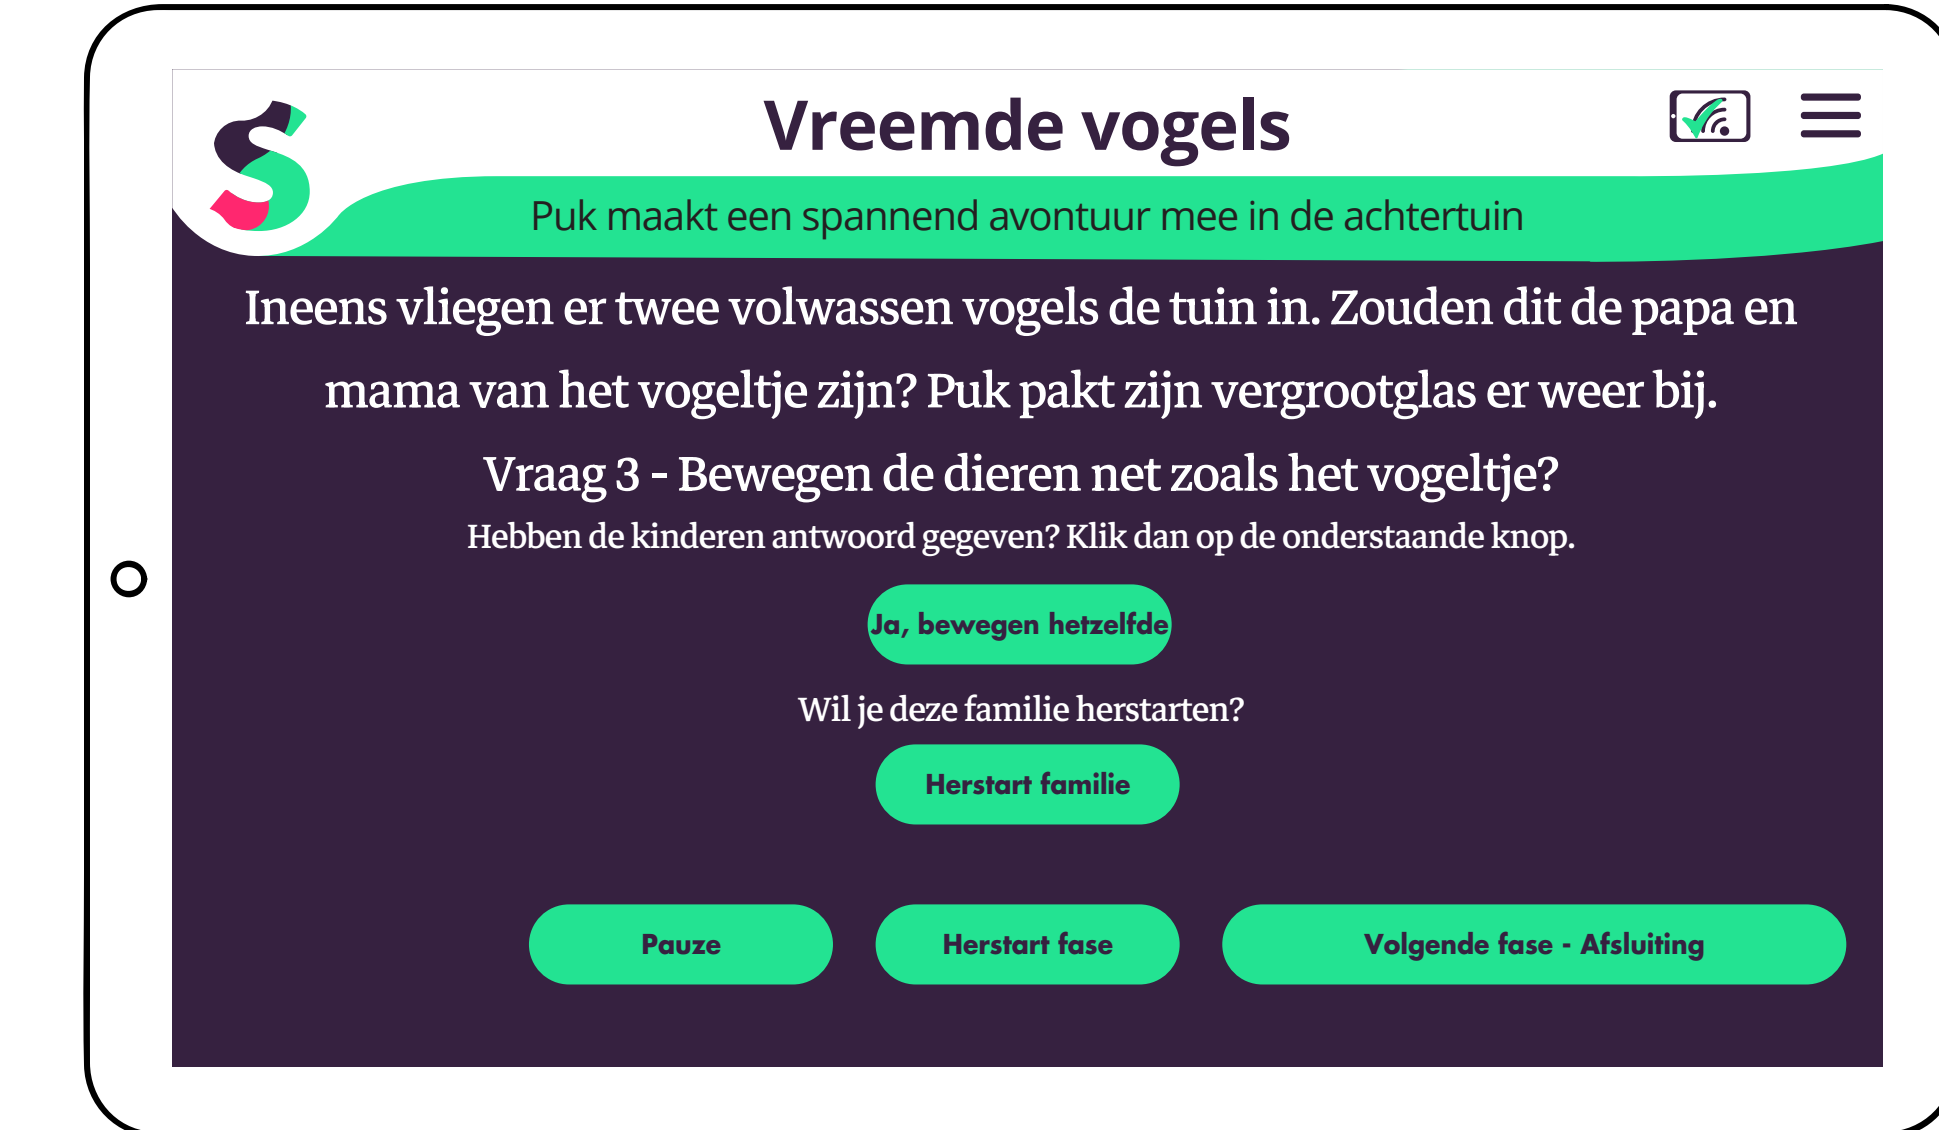 Vreemde vogels
Puk maakt een spannend avontuur mee in de achtertuin
Ineens vliegen er twee volwassen vogels de tuin in. Zouden dit de papa en
mama van het vogeltje zijn? Puk pakt zijn vergrootglas er weer bij.
Vraag 3 - Bewegen de dieren net zoals het vogeltje?
Hebben de kinderen antwoord gegeven? Klik dan op de onderstaande knop.
Ja, bewegen hetzelfde
Wil je deze familie herstarten?
Herstart familie
Pauze
Herstart fase
Volgende fase - Afsluiting